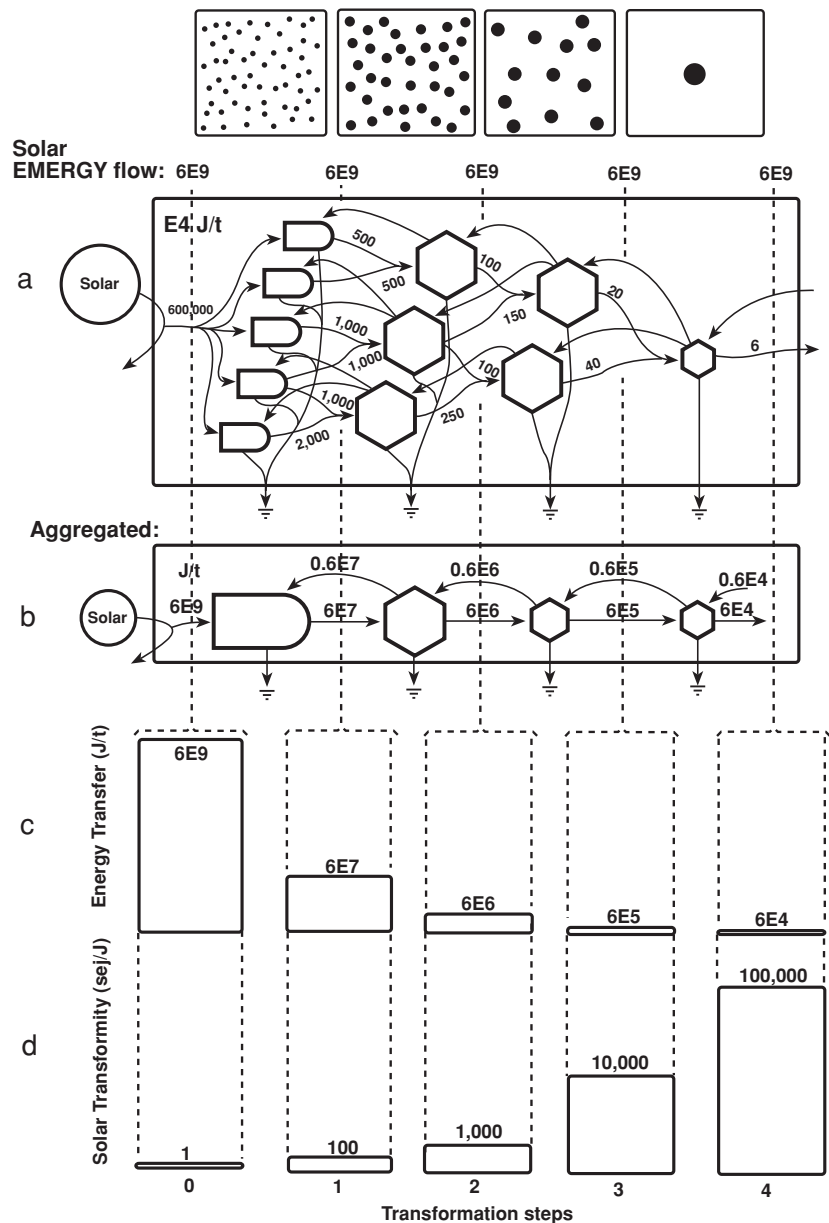 Solar
EMERGY flow: 6E9 6E9 6E9 6E9 6E9
a
E4 J/t
Solar
600,000
500
500
1,000
1,000
1,000
2,000
100
150
100
250
20
40
6
Aggregated:
b
J/t
Solar
6E9
0.6E7
6E7
0.6E6
6E6
0.6E5
6E5
0.6E4
6E4
c
Energy Transfer (J/t)
6E9
6E7
6E6
6E5
6E4
d
Solar Transformity (sej/J)
1
100
1,000
10,000
100,000
0 1 2 3 4
Transformation steps